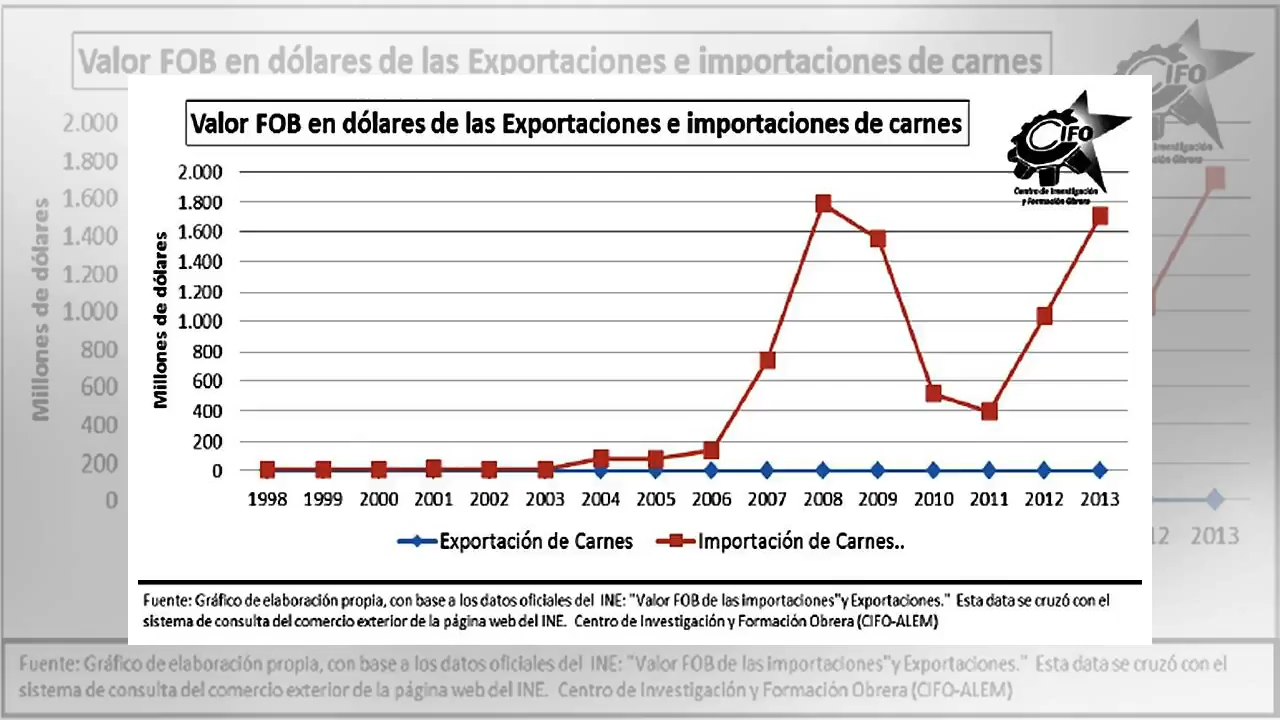 Valor FOB en dólares de las Exportaciones e importaciones de carnes
CIFO
Centro de Investigación
y Formación Obrera
Millones de dólares
2.000
1.800
1.600
1.400
1.200
1.000
800
600
400
200
0
1998 1999 2000 2001 2002 2003 2004 2005 2006 2007 2008 2009 2010 2011 2012 2013
Exportación de Carnes Importación de Carnes..
Fuente: Gráfico de elaboración propia, con base a los datos oficiales del INE: "Valor FOB de las importaciones"y Exportaciones." Esta data se cruzó con el
sistema de consulta del comercio exterior de la página web del INE. Centro de Investigación y Formación Obrera (CIFO-ALEM)